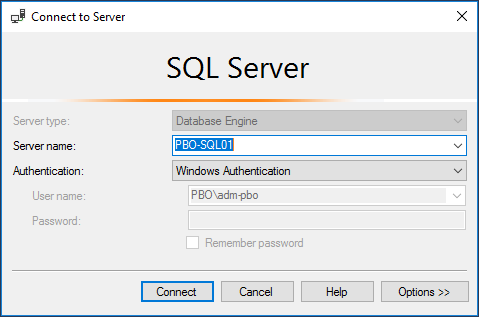 Connect to Server
SQL Server
Server type: Database Engine
Server name: PBO-SQL01
Authentication: Windows Authentication
User name: PBO\adm-pbo
Password:
Remember password
Connect Cancel Help Options >>